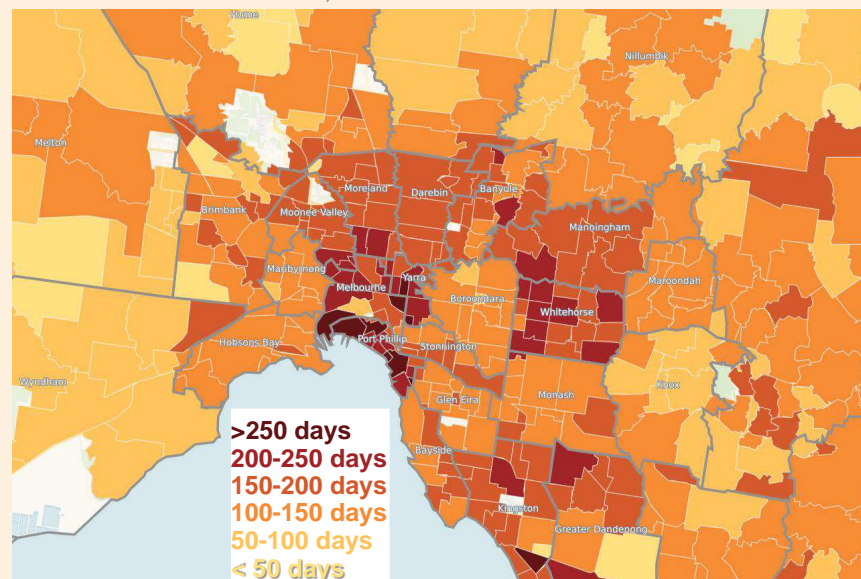 Hume
Nillumbik
Melton
Moreland
Darebin
Banyule
Brimbank
Moonee Valley
Manningham
Maribyrnong
Melbourne
Yarra
Maroondah
Boroondara
Whitehorse
Hobsons Bay
Port Phillip
Stonnington
Wyndham
Knox
Glen Eira
Monash
Bayside
Kingston
Greater Dandenong
>250 days
200-250 days
150-200 days
100-150 days
50-100 days
< 50 days